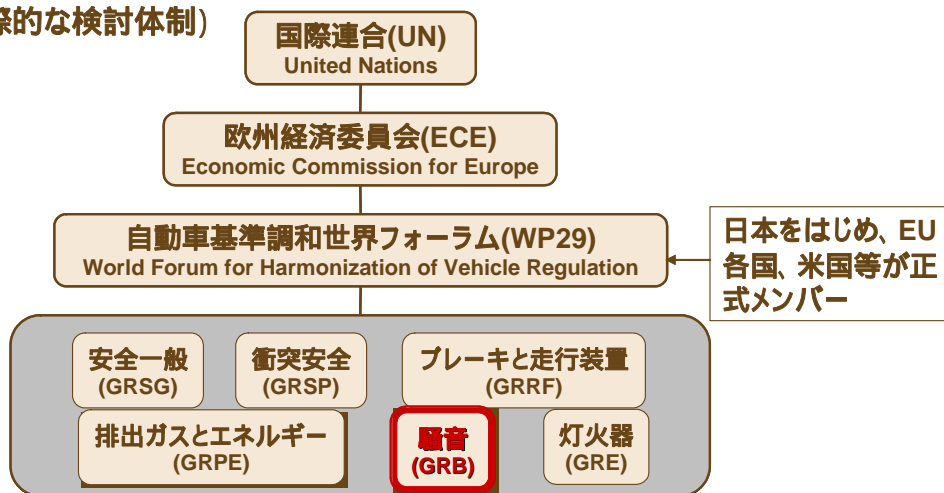 際的な検討体制)
国際連合(UN)
United Nations
欧州経済委員会(ECE)
Economic Commission for Europe
自動車基準調和世界フォーラム(WP29)
World Forum for Harmonization of Vehicle Regulation
日本をはじめ、EU
各国、米国等が正
式メンバー
安全一般
(GRSG)
衝突安全
(GRSP)
ブレーキと走行装置
(GRRF)
排出ガスとエネルギー
(GRPE)
騒音
(GRB)
灯火器
(GRE)